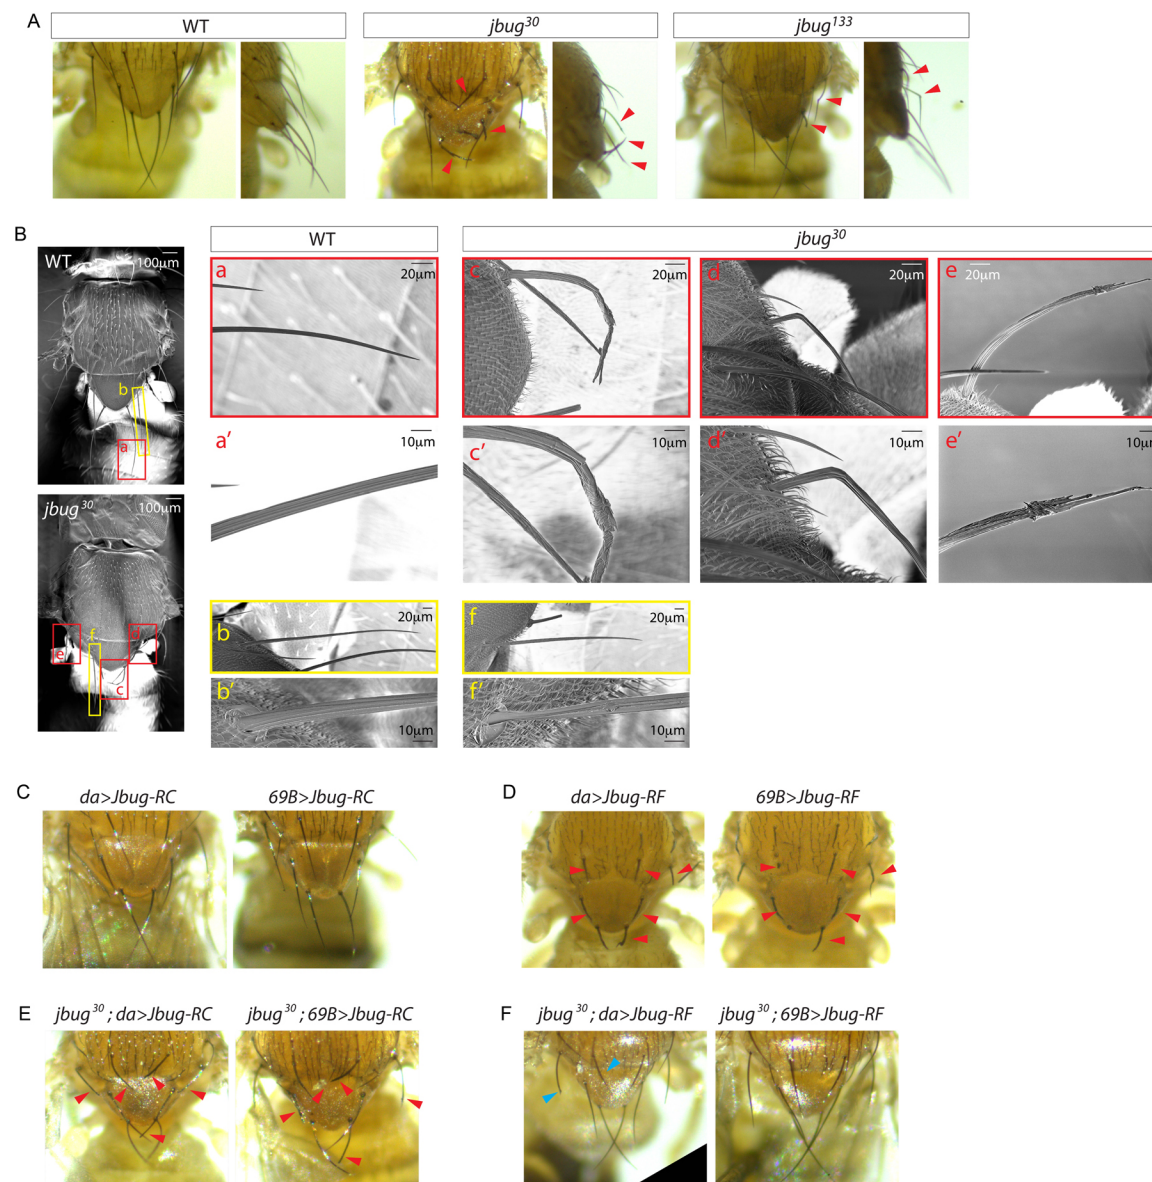 A
WT
jbug³⁰
jbug¹³³
B
WT
jbug³⁰
WT
100µm
b
a
jbug³⁰
100µm
f
d
e
c
a
20µm
c
20µm
d
20µm
e
20µm
a′
10µm
c′
10µm
d′
10µm
e′
10µm
b
20µm
f
20µm
b′
10µm
f′
10µm
C
da>Jbug-RC
69B>Jbug-RC
D
da>Jbug-RF
69B>Jbug-RF
E
jbug³⁰; da>Jbug-RC
jbug³⁰; 69B>Jbug-RC
F
jbug³⁰; da>Jbug-RF
jbug³⁰; 69B>Jbug-RF